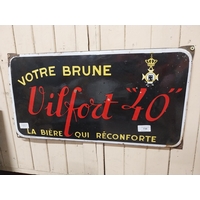 VOTRE BRUNE
Vilfort "40"
LA BIÈRE QUI RÉCONFORTE